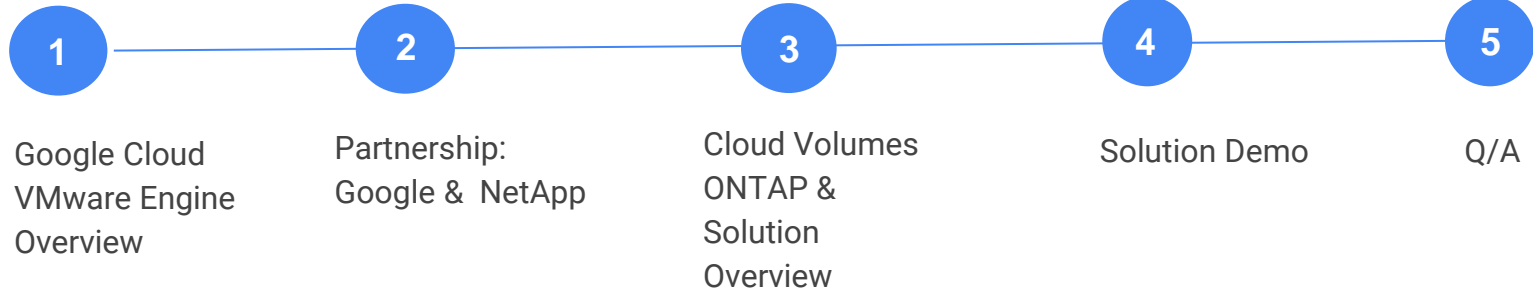 1
2
3
4
5
Google Cloud
VMware Engine
Overview
Partnership:
Google & NetApp
Cloud Volumes
ONTAP &
Solution
Overview
Solution Demo
Q/A